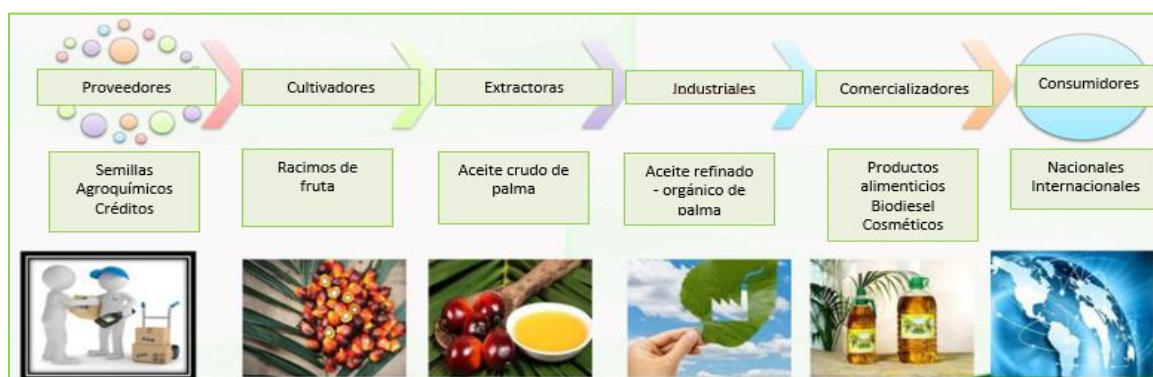 Proveedores
Cultivadores
Extractoras
Industriales
Comercializadores
Consumidores
Semillas
Agroquímicos
Créditos
Racimos de
fruta
Aceite crudo de
palma
Aceite refinado
- orgánico de
palma
Productos
alimenticios
Biodiesel
Cosméticos
Nacionales
Internacionales